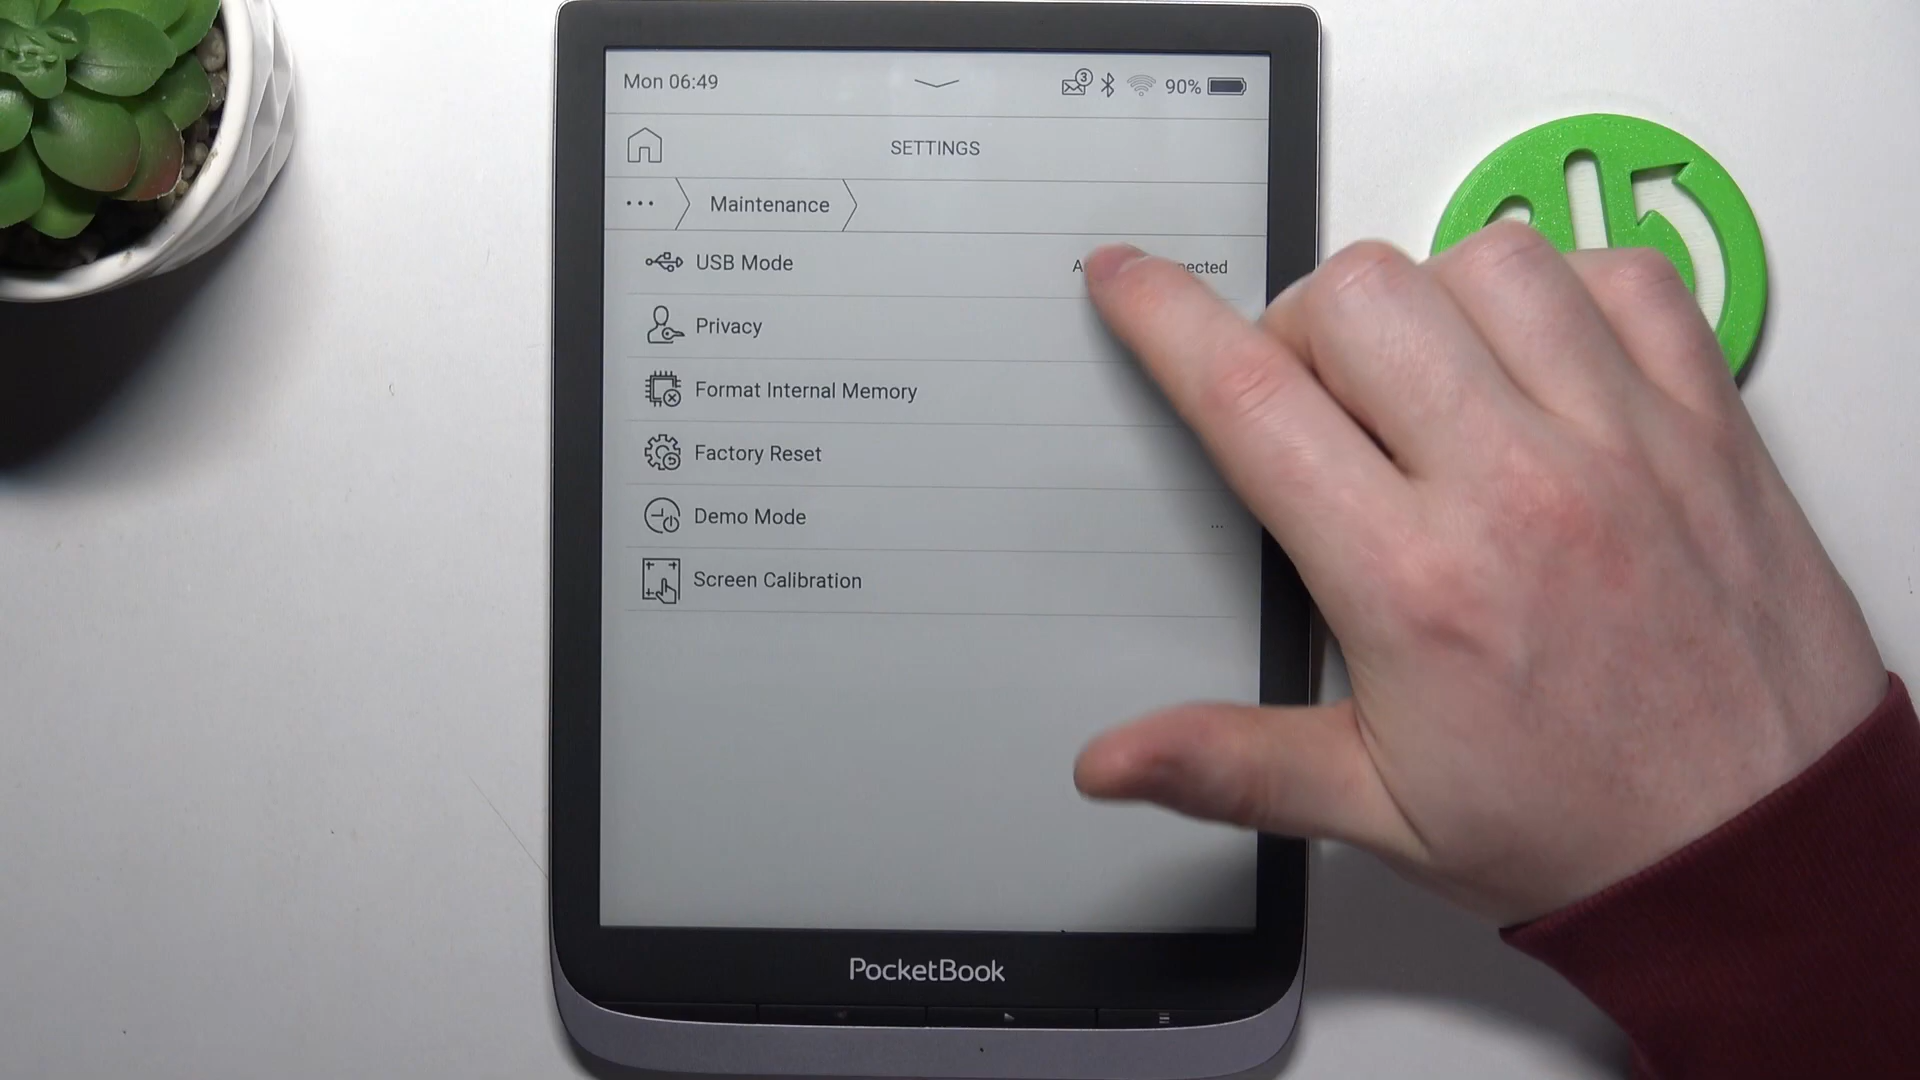 Mon 06:49
3
90%
SETTINGS
... Maintenance
USB Mode
Privacy
Format Internal Memory
Factory Reset
Demo Mode ...
Screen Calibration
PocketBook